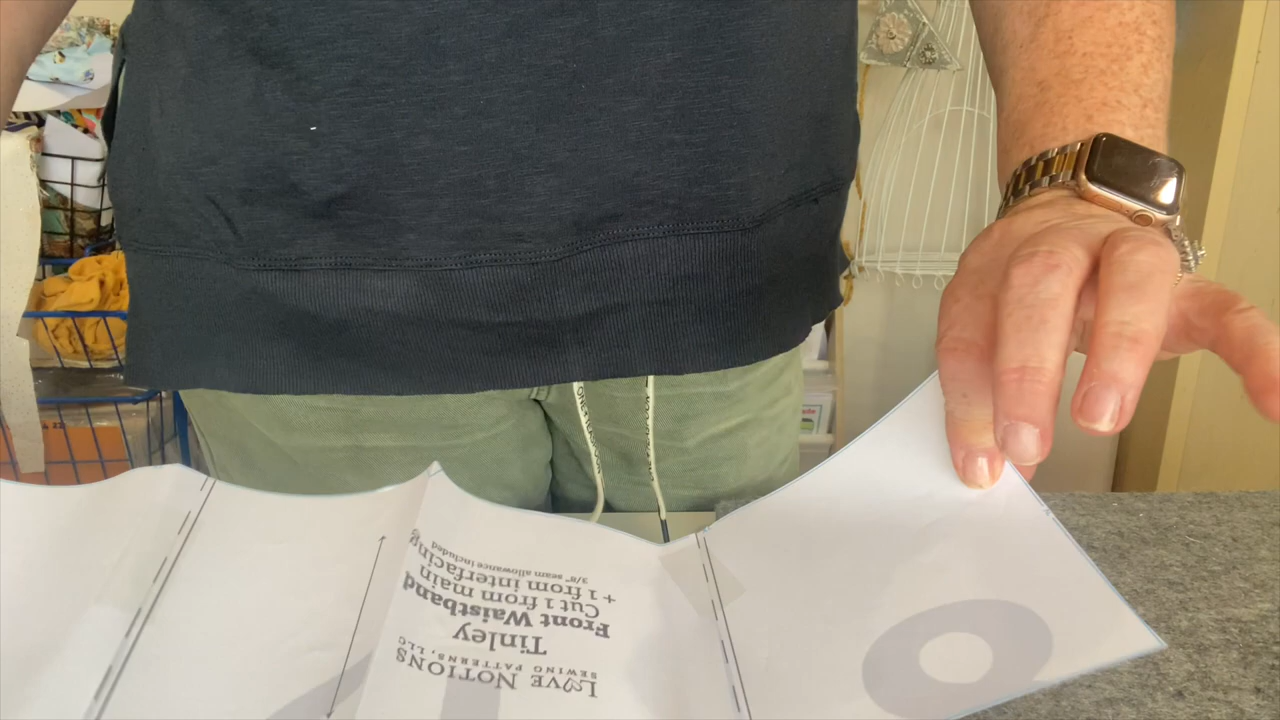 LOVE NOTIONS
SEWING PATTERNS, LLC
Tinley
Front Waistband
Cut 1 from main
+ 1 from interfacing
3/8" seam allowance included